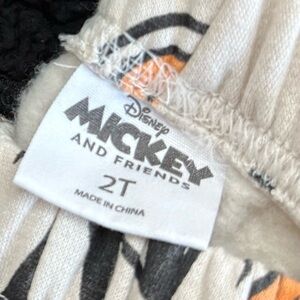 Disney
MICKEY
AND FRIENDS
2T
MADE IN CHINA